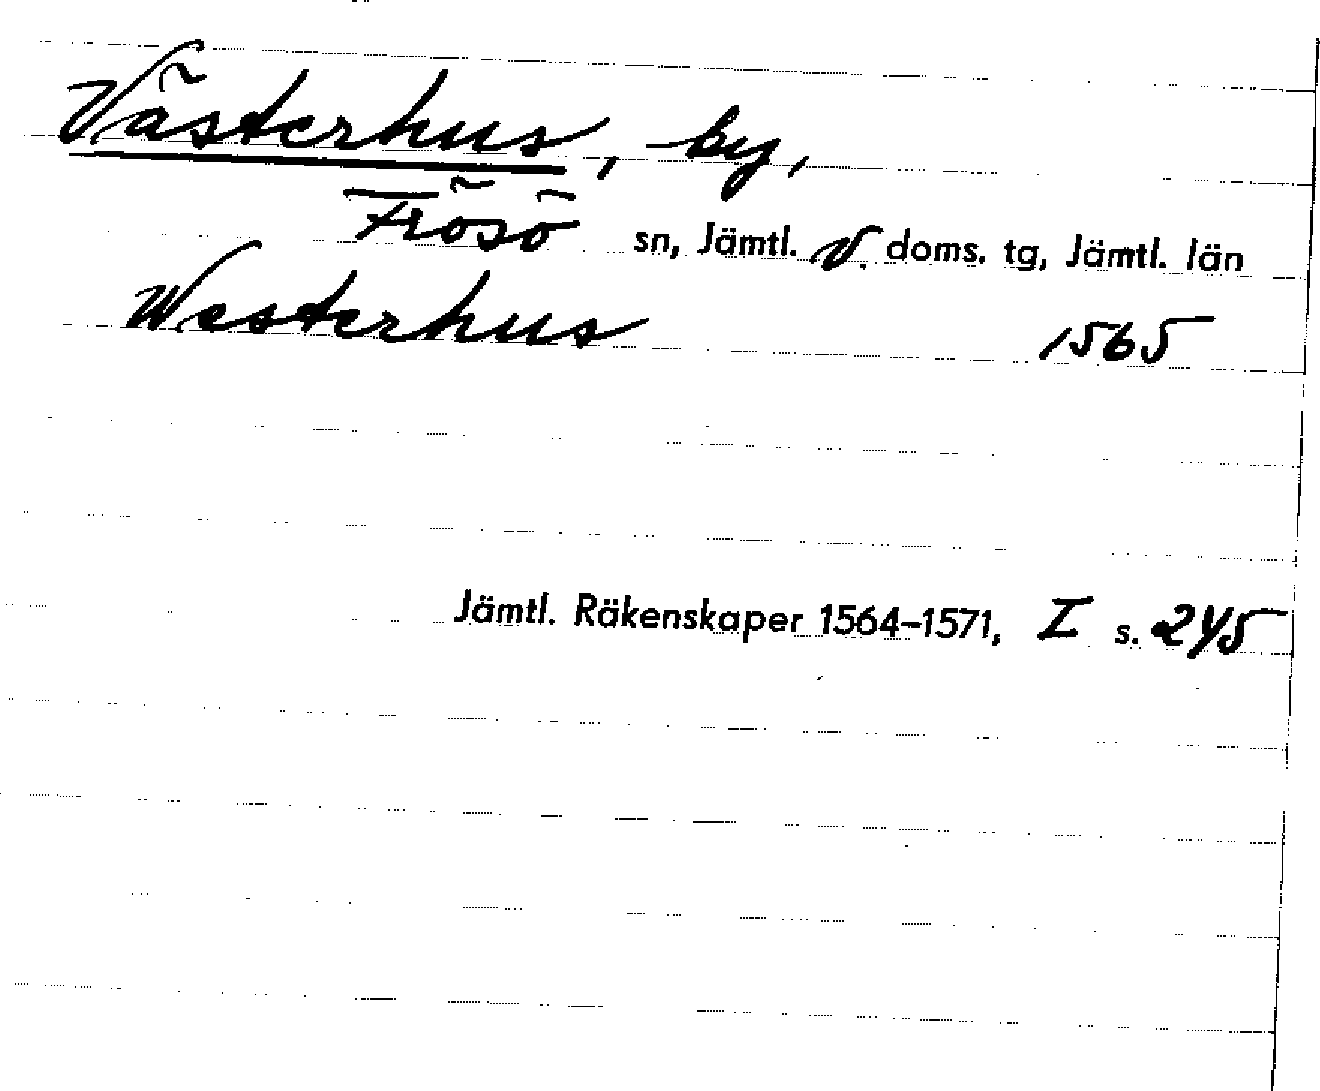 Västerhus, by,
Frösö sn, Jämtl. v. doms. tg, Jämtl. län
Westerhus 1565
Jämtl. Räkenskaper 1564–1571, I s. 245